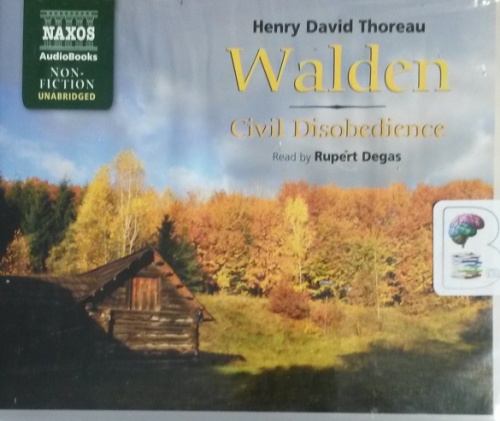 NAXOS
AudioBooks
NON-
FICTION
UNABRIDGED
Henry David Thoreau
Walden
Civil Disobedience
Read by Rupert Degas